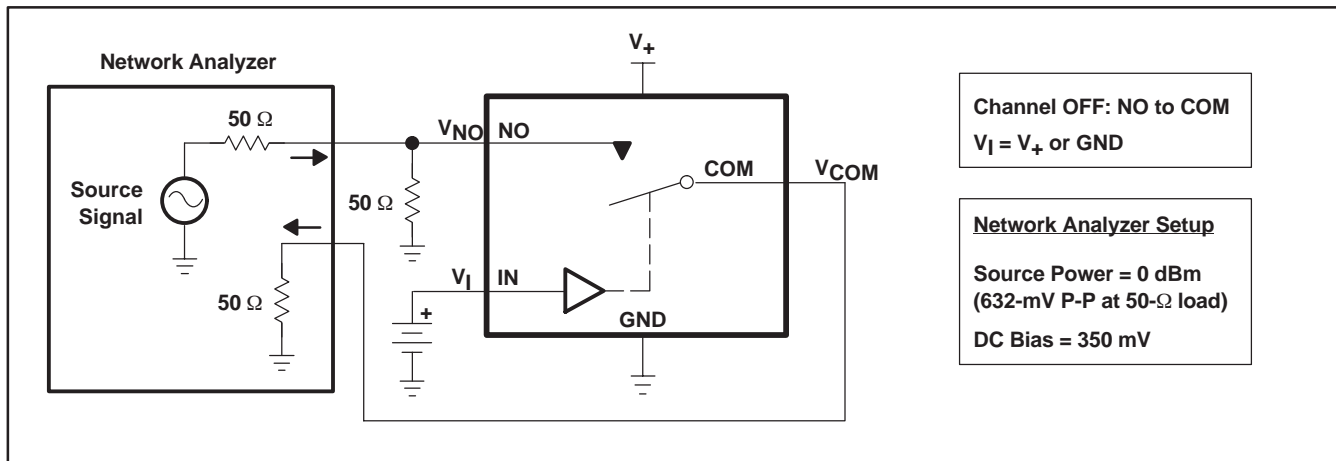 Network Analyzer
50 Ω
Source
Signal
50 Ω
50 Ω
V+
VNO NO
COM
VCOM
VI IN
+
GND
Channel OFF: NO to COM
VI = V+ or GND
Network Analyzer Setup
Source Power = 0 dBm
(632-mV P-P at 50-Ω load)
DC Bias = 350 mV